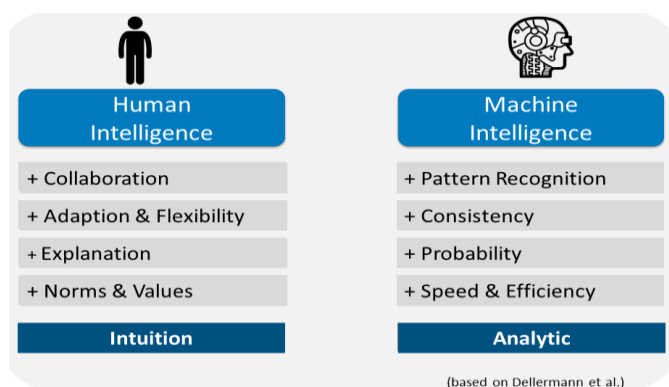 Human
Intelligence
+ Collaboration
+ Adaption & Flexibility
+ Explanation
+ Norms & Values
Intuition
Machine
Intelligence
+ Pattern Recognition
+ Consistency
+ Probability
+ Speed & Efficiency
Analytic
(based on Dellermann et al.)